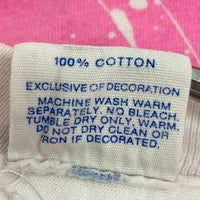 100% COTTON
EXCLUSIVE OF DECORATION
MACHINE WASH WARM
SEPARATELY. NO BLEACH.
TUMBLE DRY ONLY. WARM.
DO NOT DRY CLEAN OR
IRON IF DECORATED.